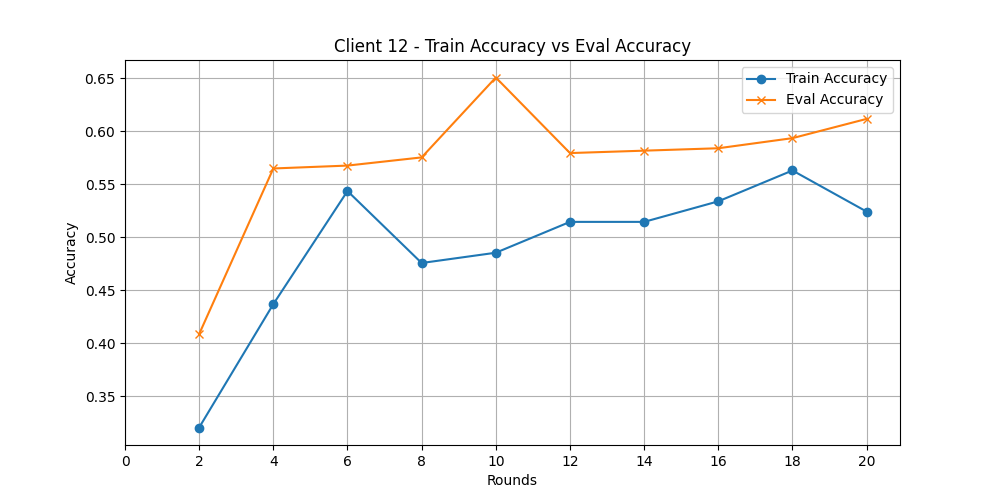 Client 12 - Train Accuracy vs Eval Accuracy
Train Accuracy
Eval Accuracy
0.65
0.60
0.55
0.50
0.45
0.40
0.35
Accuracy
0 2 4 6 8 10 12 14 16 18 20
Rounds